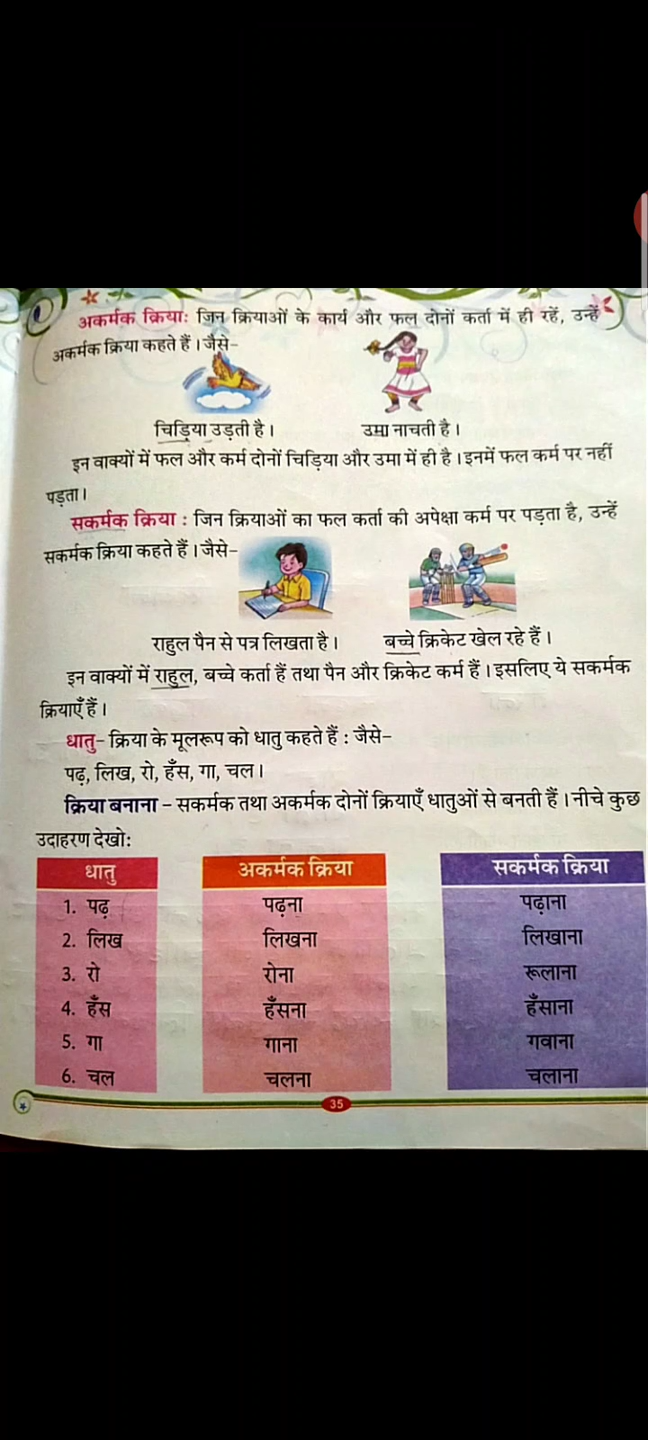 अकर्मक क्रिया: जिन क्रियाओं के कार्य और फल दोनों कर्ता में ही रहें, उन्हें
अकर्मक क्रिया कहते हैं। जैसे-
चिड़िया उड़ती है। उमा नाचती है।
इन वाक्यों में फल और कर्म दोनों चिड़िया और उमा में ही है। इनमें फल कर्म पर नहीं
पड़ता।
सकर्मक क्रिया : जिन क्रियाओं का फल कर्ता की अपेक्षा कर्म पर पड़ता है, उन्हें
सकर्मक क्रिया कहते हैं। जैसे-
राहुल पैन से पत्र लिखता है। बच्चे क्रिकेट खेल रहे हैं।
इन वाक्यों में राहुल, बच्चे कर्ता हैं तथा पैन और क्रिकेट कर्म हैं। इसलिए ये सकर्मक
क्रियाएँ हैं।
धातु- क्रिया के मूलरूप को धातु कहते हैं : जैसे-
पढ़, लिख, रो, हँस, गा, चल।
क्रिया बनाना - सकर्मक तथा अकर्मक दोनों क्रियाएँ धातुओं से बनती हैं। नीचे कुछ
उदाहरण देखो:
धातु अकर्मक क्रिया सकर्मक क्रिया
1. पढ़ पढ़ना पढ़ाना
2. लिख लिखना लिखाना
3. रो रोना रूलाना
4. हँस हँसना हँसाना
5. गा गाना गवाना
6. चल चलना चलाना
35